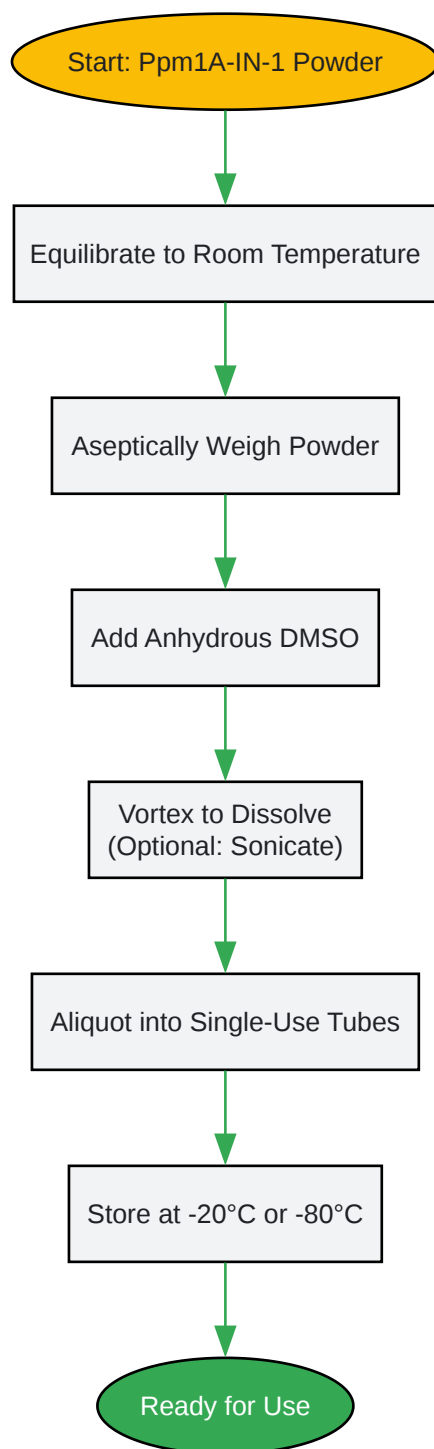 Start: Ppm1A-IN-1 Powder
Equilibrate to Room Temperature
Aseptically Weigh Powder
Add Anhydrous DMSO
Vortex to Dissolve
(Optional: Sonicate)
Aliquot into Single-Use Tubes
Store at -20°C or -80°C
Ready for Use